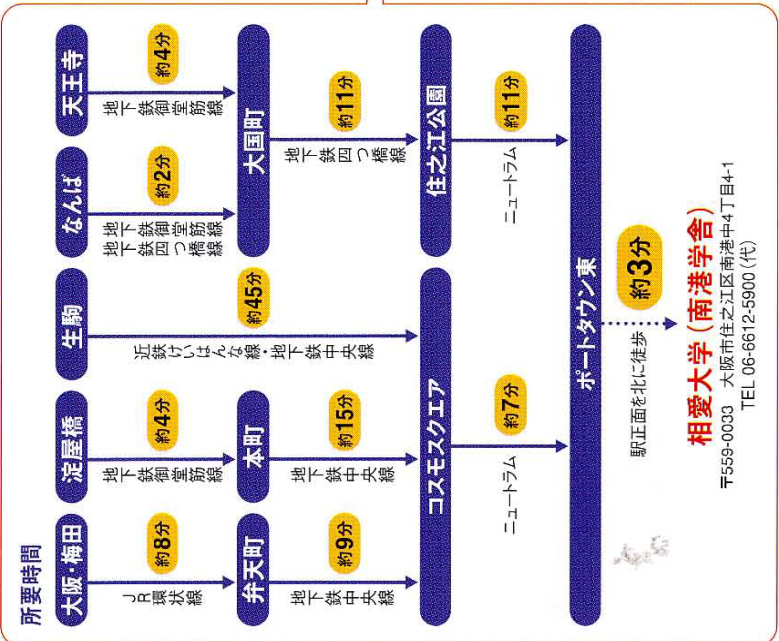 所要時間
大阪・梅田
約8分
JR環状線
弁天町
約9分
地下鉄中央線
淀屋橋
約4分
地下鉄御堂筋線
本町
約15分
地下鉄中央線
生駒
約45分
近鉄けいはんな線・地下鉄中央線
コスモスクエア
約7分
ニュートラム
なんば
約2分
地下鉄御堂筋線
地下鉄四つ橋線
天王寺
約4分
地下鉄御堂筋線
大国町
約11分
地下鉄四つ橋線
住之江公園
約11分
ニュートラム
ポートタウン東
約3分
駅正面を北に徒歩
相愛大学（南港学舎）
〒559-0033 大阪市住之江区南港中4丁目4-1
TEL 06-6612-5900（代）